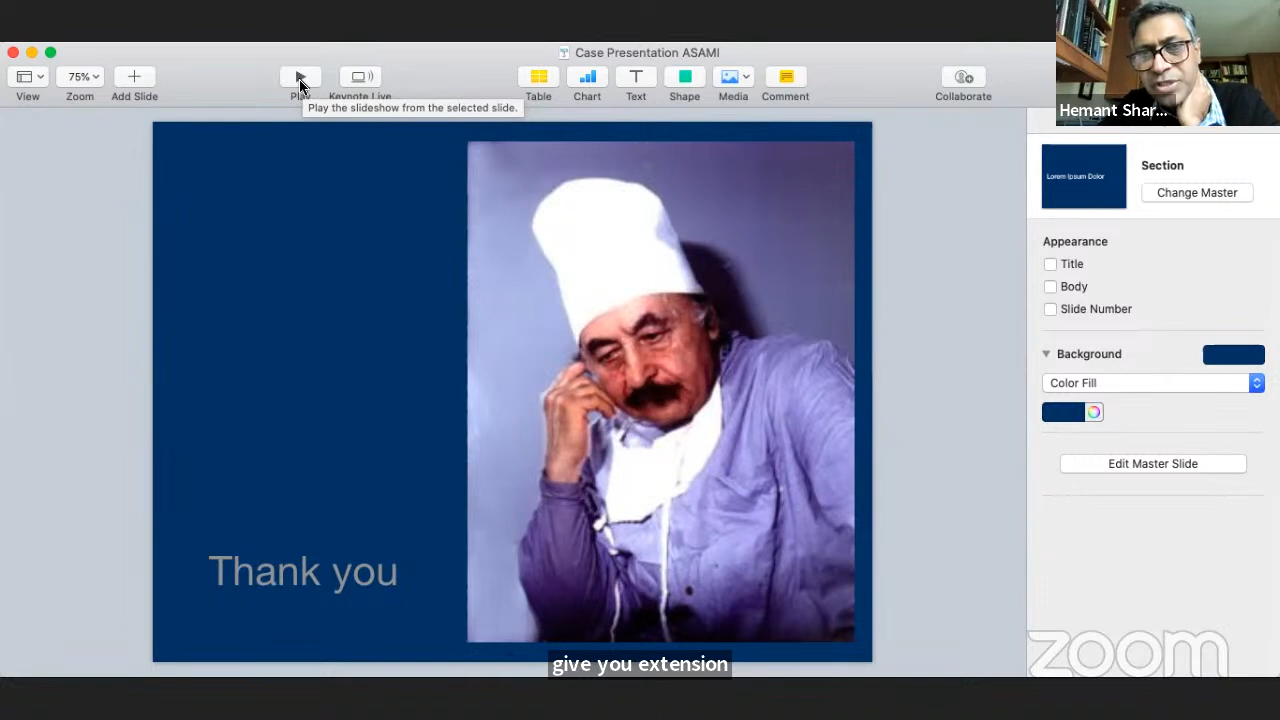 Case Presentation ASAMI
75%
View
Zoom
Add Slide
Play
Keynote Live
Table
Chart
Text
Shape
Media
Comment
Collaborate
Play the slideshow from the selected slide.
Hemant Shar...
Lorem Ipsum Dolor
Section
Change Master
Appearance
Title
Body
Slide Number
Background
Color Fill
Edit Master Slide
Thank you
give you extension
zoom